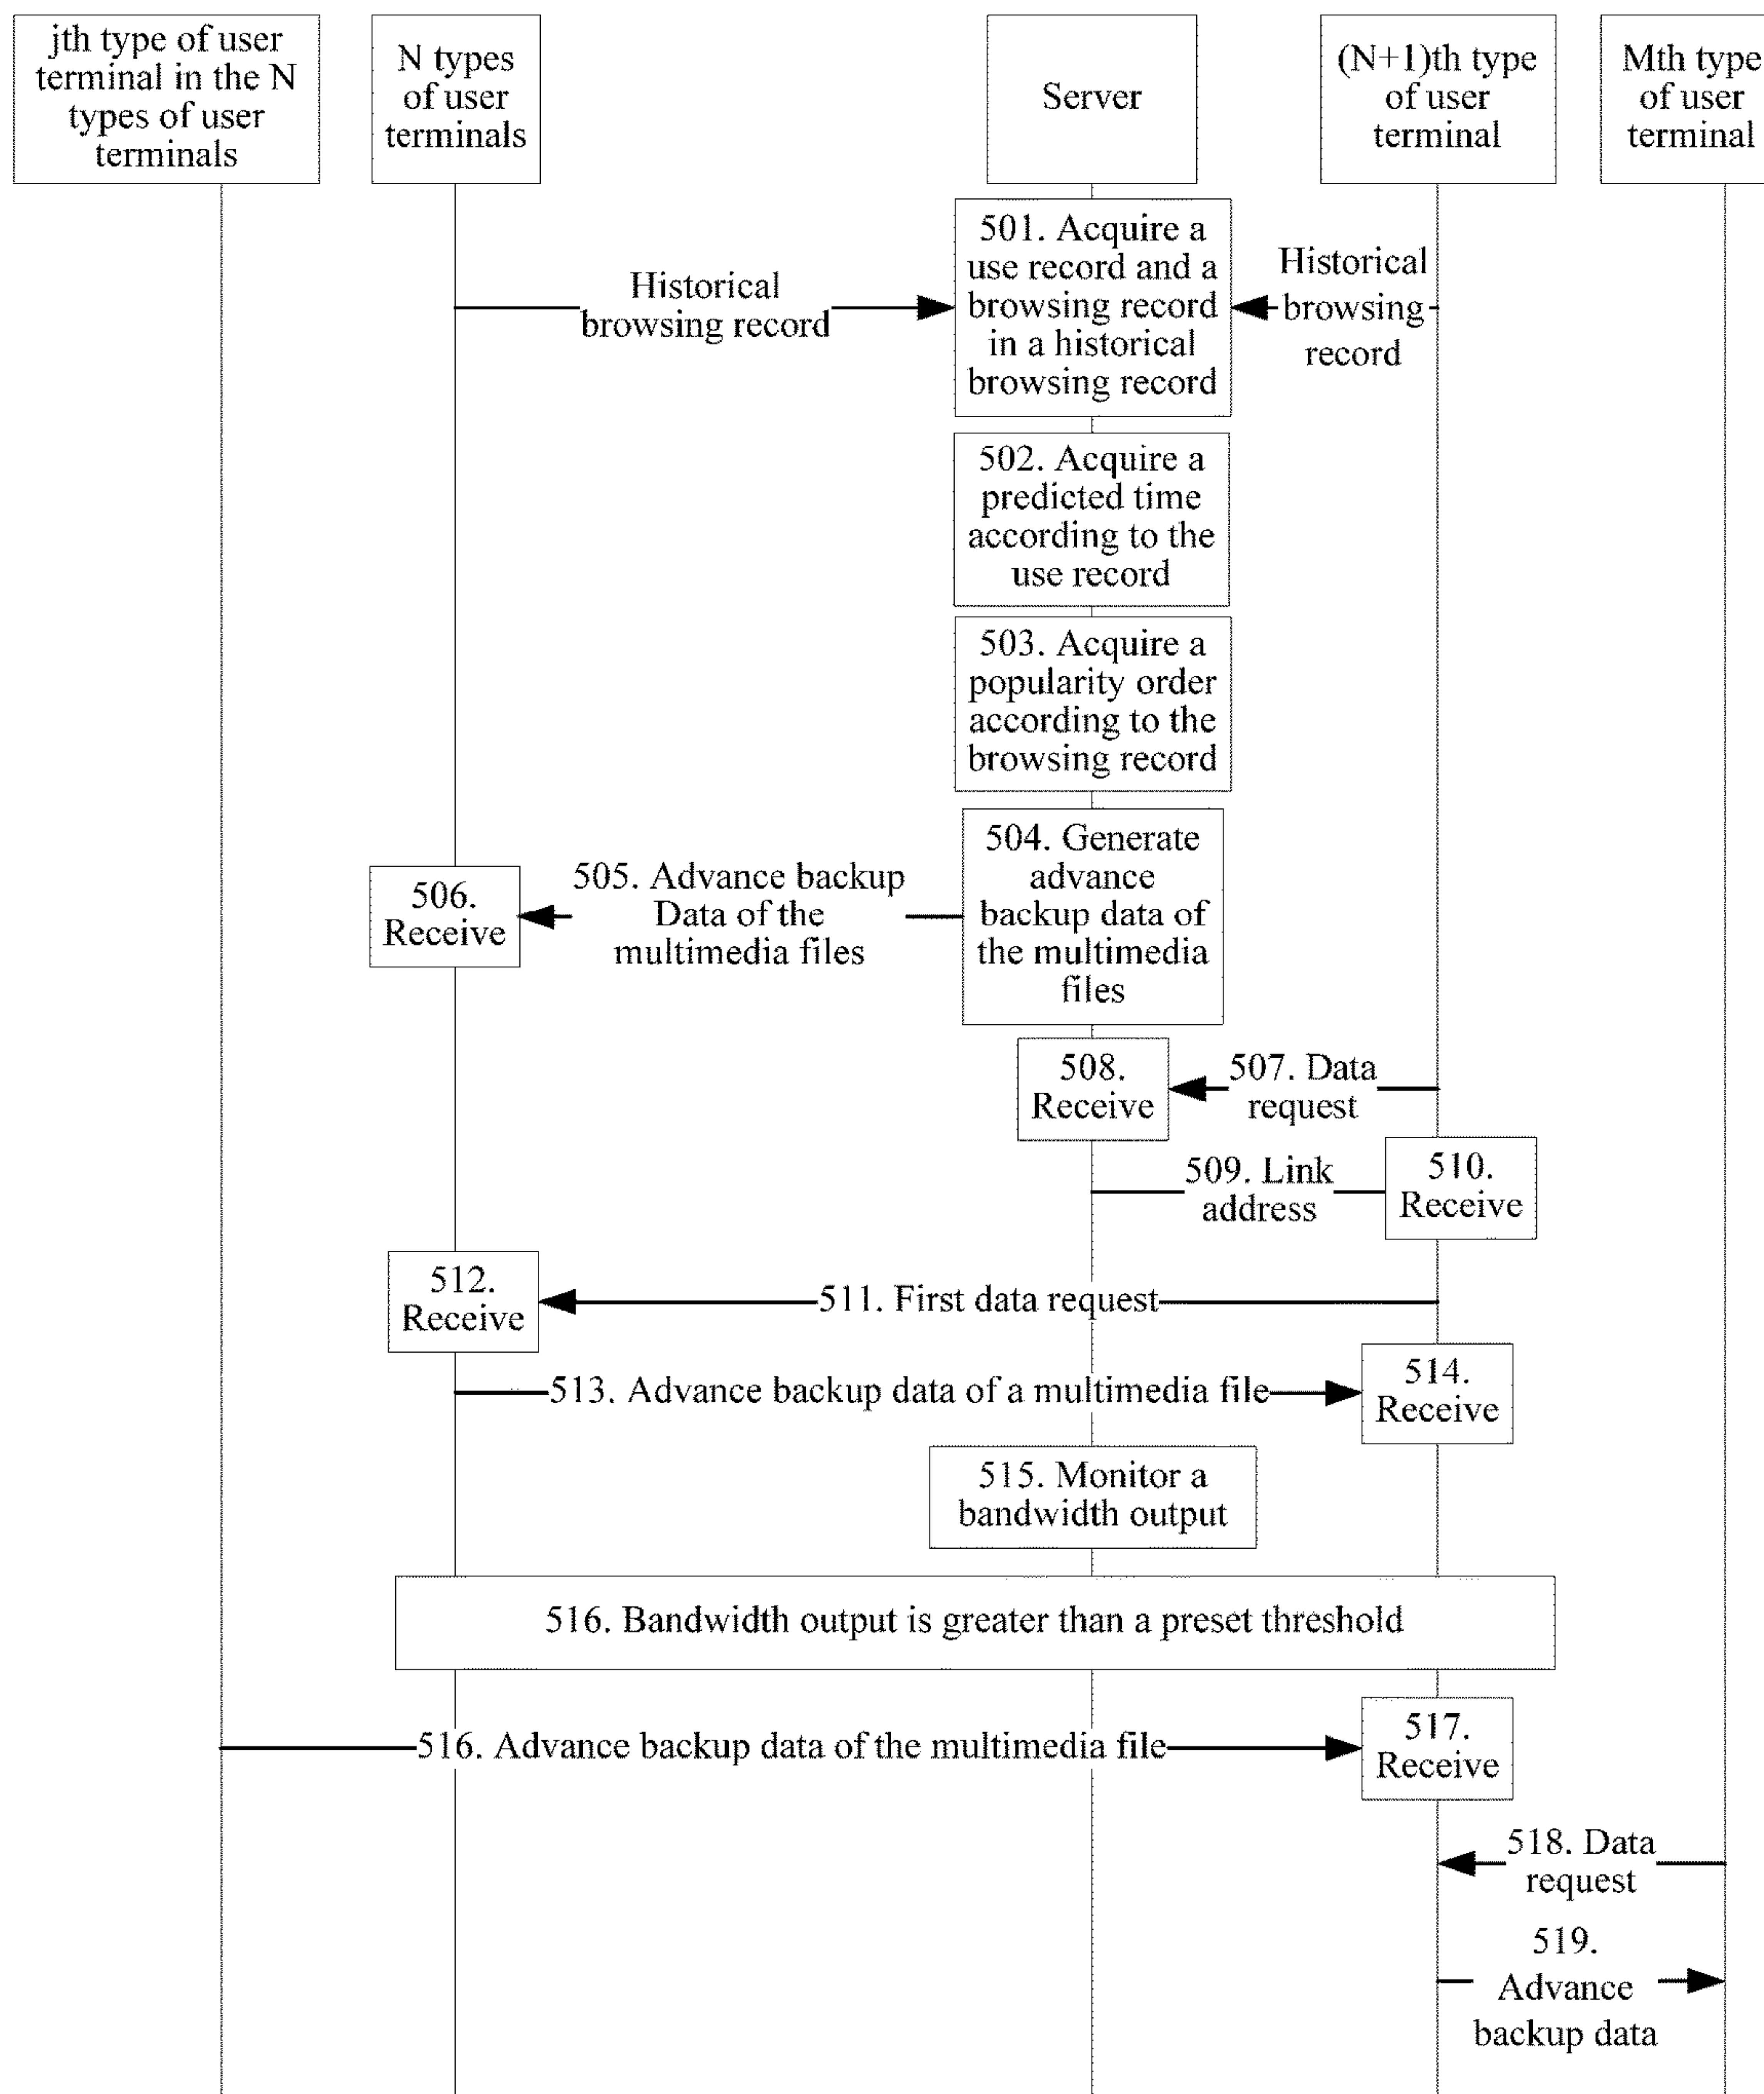 jth type of user
terminal in the N
types of user
terminals
N types
of user
terminals
Server
(N+1)th type
of user
terminal
Mth type
of user
terminal
501. Acquire a
use record and a
browsing record
in a historical
browsing record
Historical
browsing record
Historical
browsing
record
502. Acquire a
predicted time
according to the
use record
503. Acquire a
popularity order
according to the
browsing record
504. Generate
advance
backup data of
the multimedia
files
505. Advance backup
Data of the
multimedia files
506.
Receive
507. Data
request
508.
Receive
509. Link
address
510.
Receive
511. First data request
512.
Receive
513. Advance backup data of a multimedia file
514.
Receive
515. Monitor a
bandwidth output
516. Bandwidth output is greater than a preset threshold
516. Advance backup data of the multimedia file
517.
Receive
518. Data
request
519.
Advance
backup data